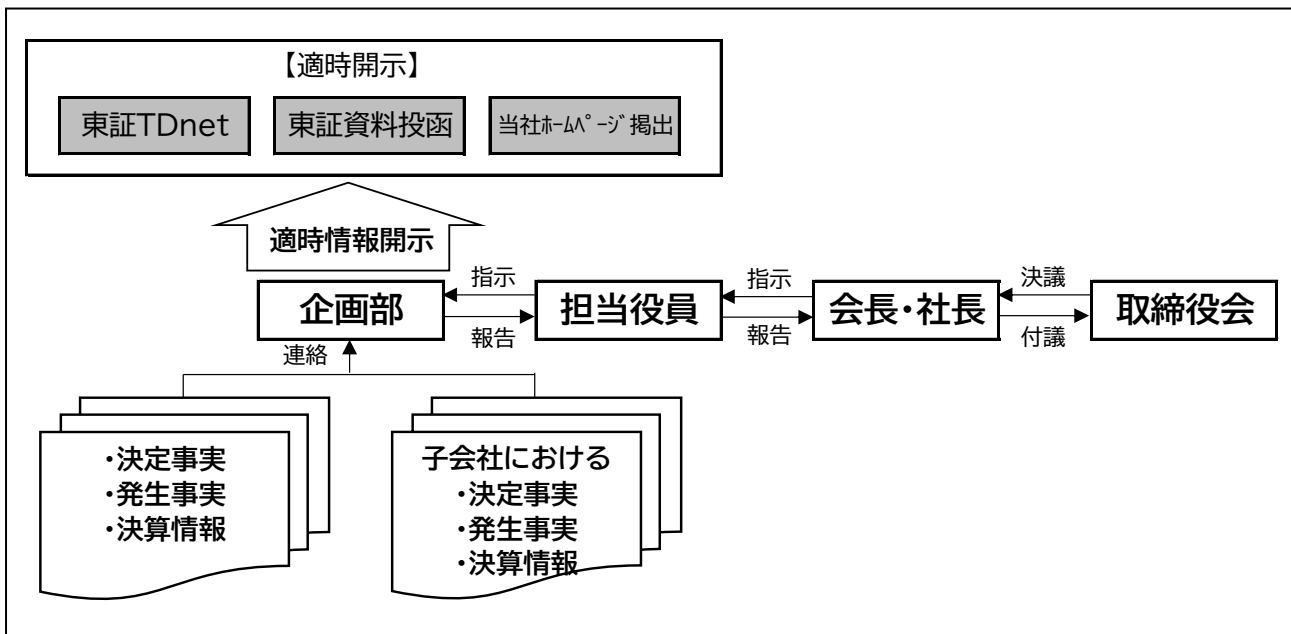 【適時開示】
東証TDnet
東証資料投函
当社ﾎｰﾑﾍﾟｰｼﾞ掲出
適時情報開示
企画部
指示
報告
担当役員
指示
報告
会長・社長
決議
付議
取締役会
連絡
・決定事実
・発生事実
・決算情報
子会社における
・決定事実
・発生事実
・決算情報